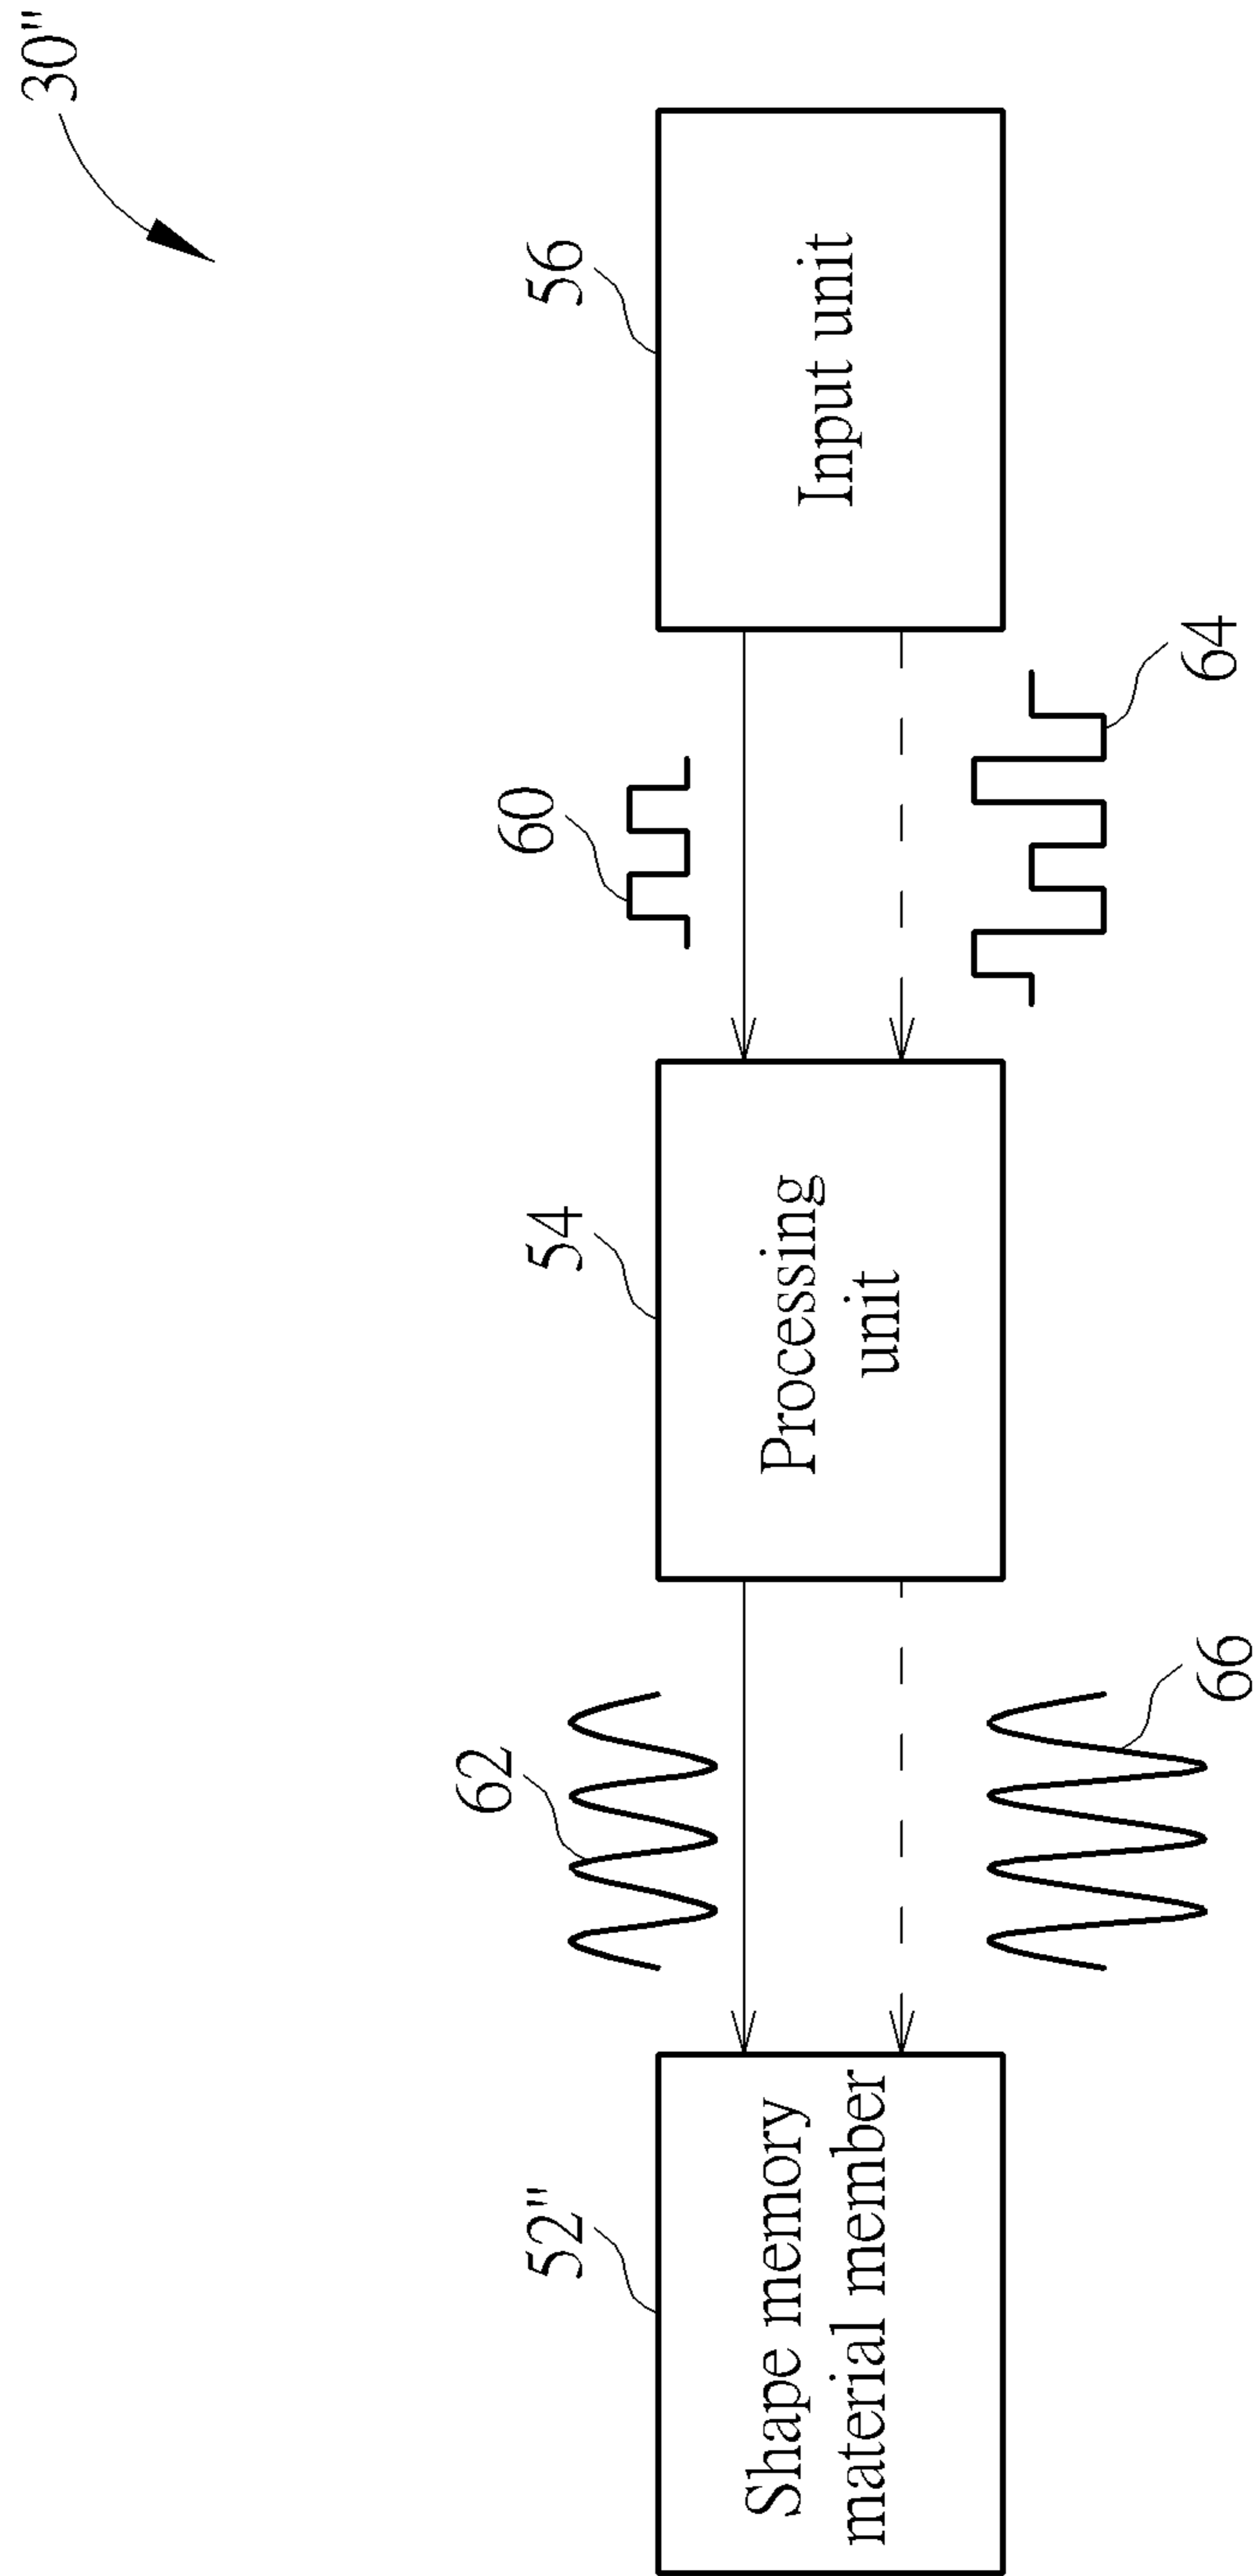 30"
56
Input unit
60
64
54
Processing
unit
62
66
52"
Shape memory
material member